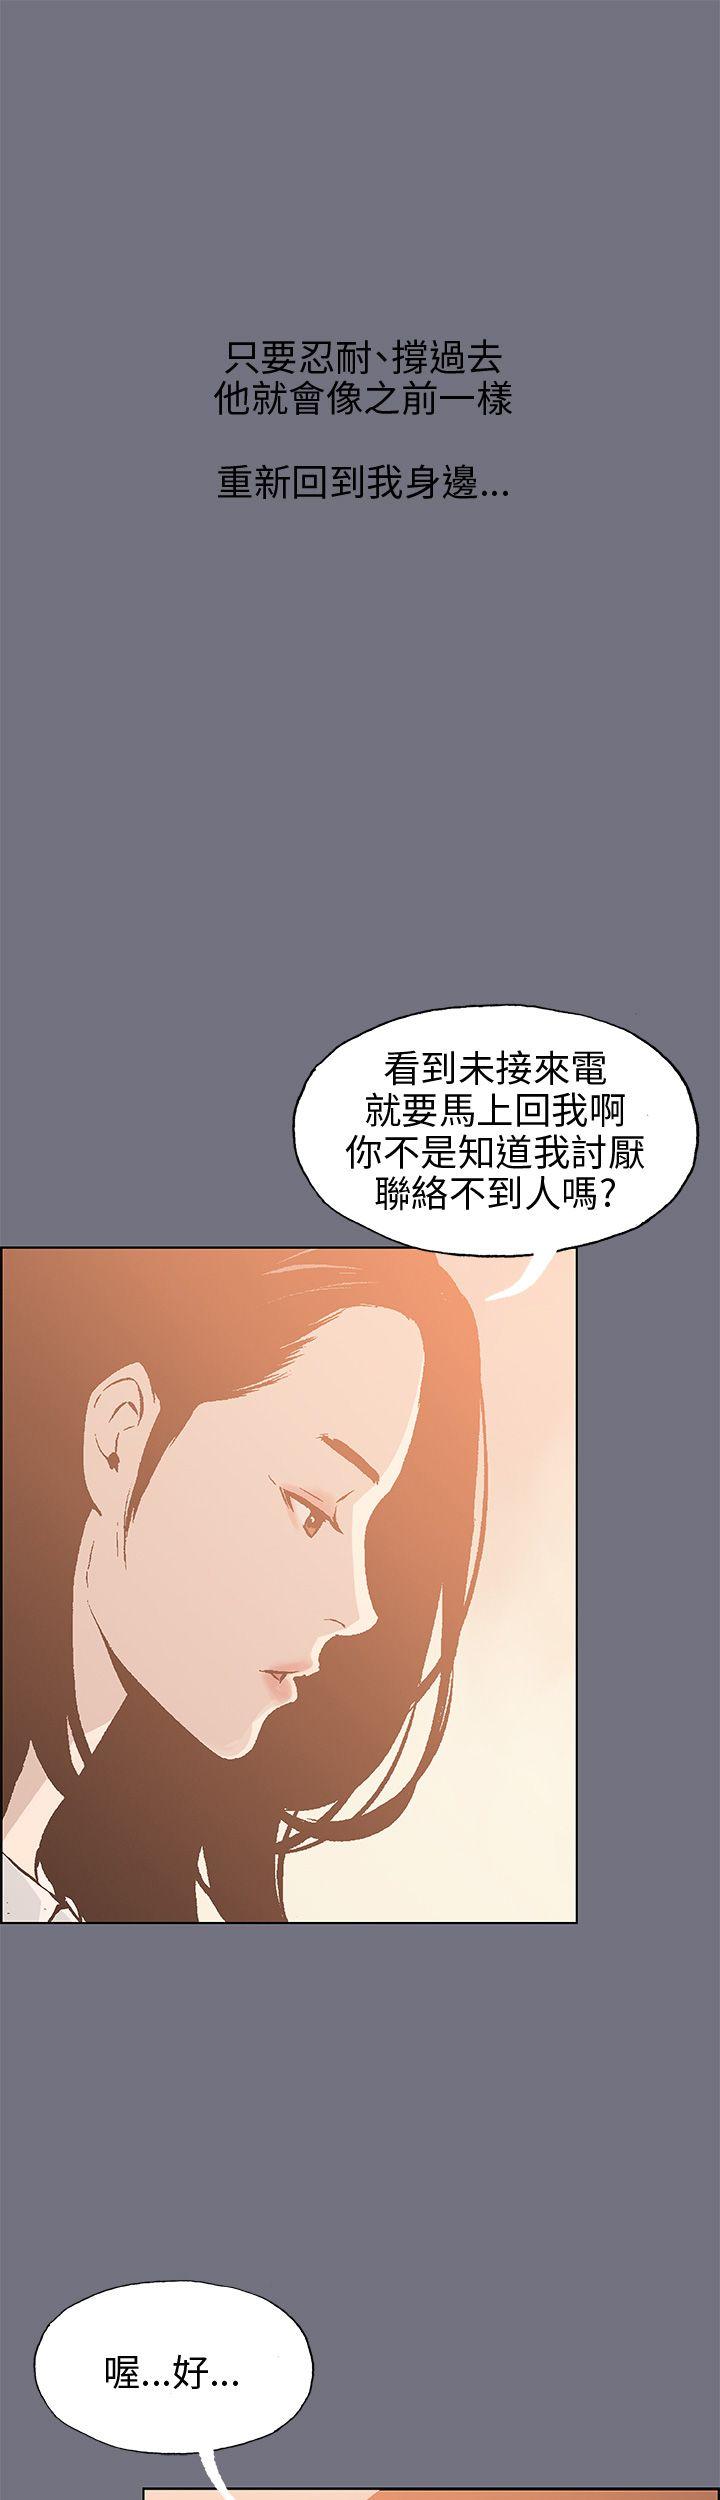 只要忍耐、撐過去
他就會像之前一樣
重新回到我身邊...
看到未接來電
就要馬上回我啊
你不是知道我討厭
聯絡不到人嗎?
喔...好...